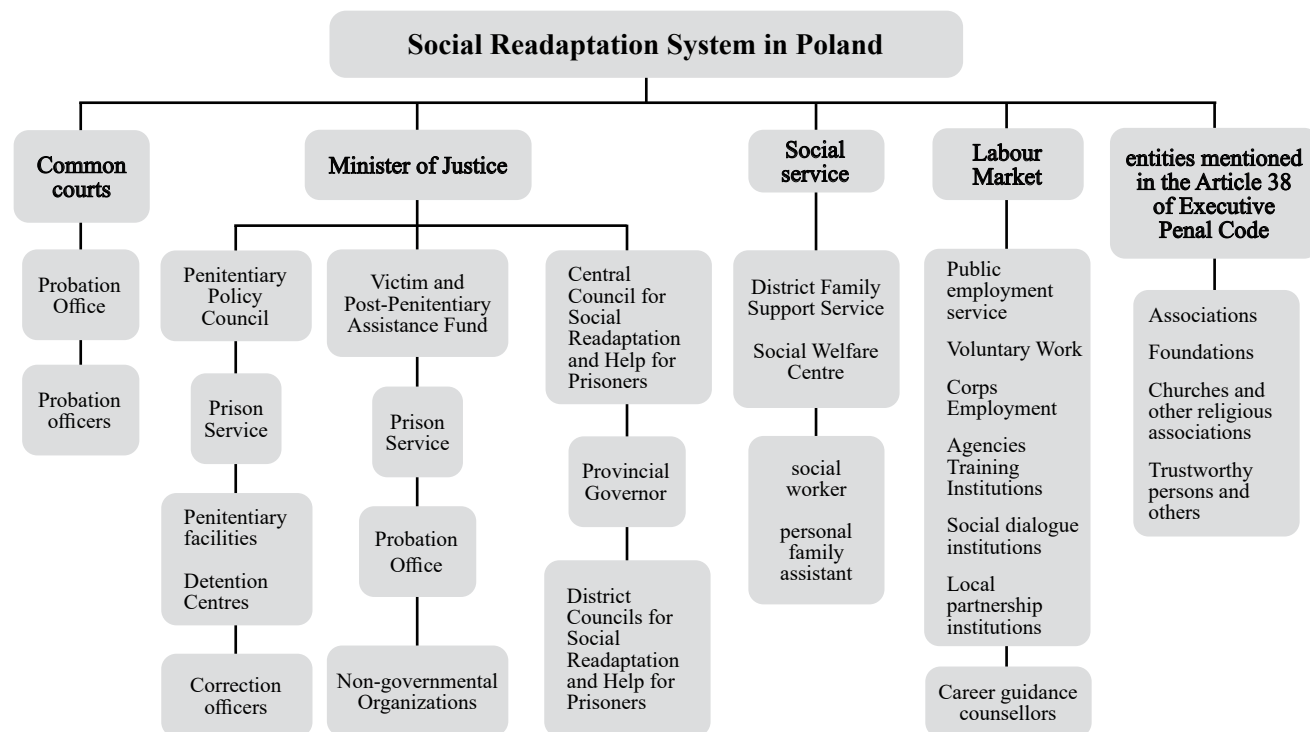 Social Readaptation System in Poland
Common
courts
Probation
Office
Probation
officers
Minister of Justice
Penitentiary
Policy
Council
Prison
Service
Penitentiary
facilities
Detention
Centres
Correction
officers
Victim and
Post-Penitentiary
Assistance Fund
Prison
Service
Probation
Office
Non-governmental
Organizations
Central
Council for
Social
Readaptation
and Help for
Prisoners
Provincial
Governor
District
Councils for
Social
Readaptation
and Help for
Prisoners
Social
service
District Family
Support Service
Social Welfare
Centre
social
worker
personal
family
assistant
Labour
Market
Public
employment
service
Voluntary Work
Corps
Employment
Agencies
Training
Institutions
Social dialogue
institutions
Local
partnership
institutions
Career guidance
counsellors
entities mentioned
in the Article 38
of Executive
Penal Code
Associations
Foundations
Churches and
other religious
associations
Trustworthy
persons and
others